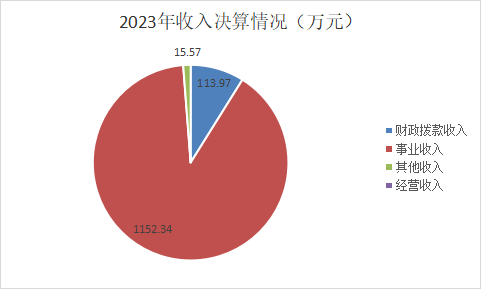 2023年收入决算情况（万元）
15.57
113.97
1152.34
财政拨款收入
事业收入
其他收入
经营收入